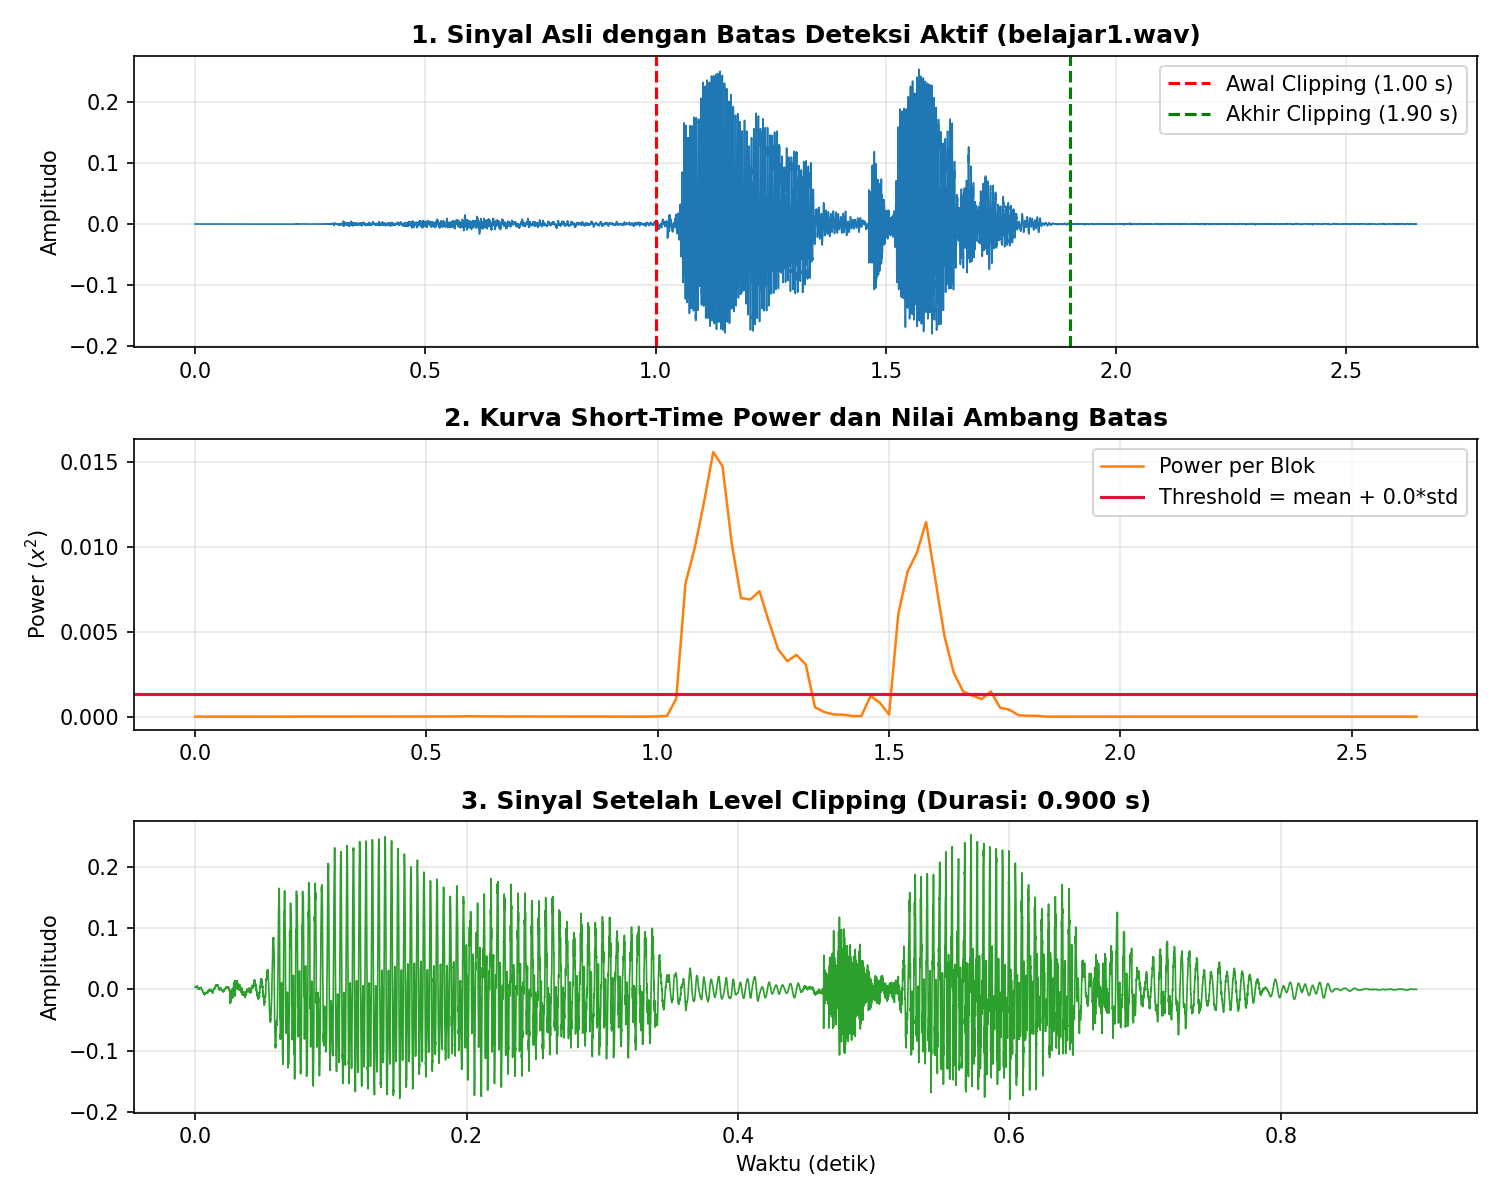 1. Sinyal Asli dengan Batas Deteksi Aktif (belajar1.wav)
Amplitudo
0.2
0.1
0.0
−0.1
−0.2
Awal Clipping (1.00 s)
Akhir Clipping (1.90 s)
0.0 0.5 1.0 1.5 2.0 2.5
2. Kurva Short-Time Power dan Nilai Ambang Batas
Power (x²)
0.015
0.010
0.005
0.000
Power per Blok
Threshold = mean + 0.0*std
0.0 0.5 1.0 1.5 2.0 2.5
3. Sinyal Setelah Level Clipping (Durasi: 0.900 s)
Amplitudo
0.2
0.1
0.0
−0.1
−0.2
0.0 0.2 0.4 0.6 0.8
Waktu (detik)